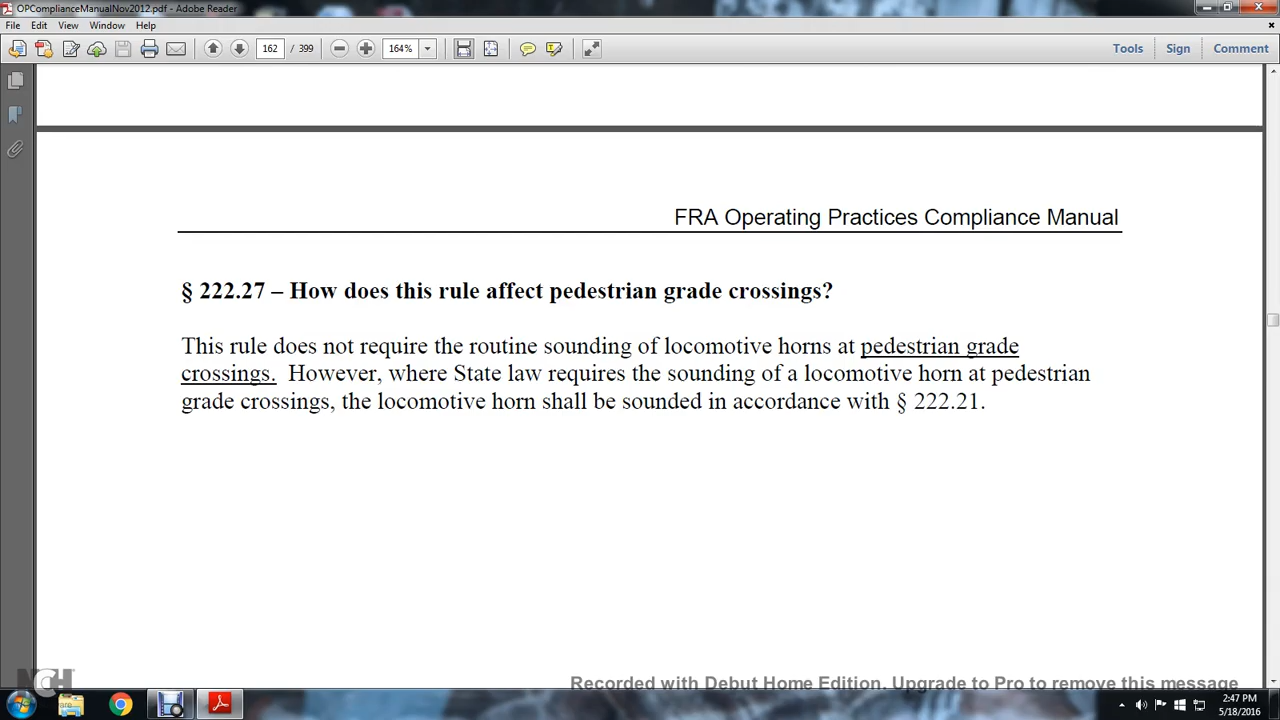 OPComplianceManualNov2012.pdf - Adobe Reader
File Edit View Window Help
162 / 399 164% Tools Sign Comment
FRA Operating Practices Compliance Manual
§ 222.27 – How does this rule affect pedestrian grade crossings?
This rule does not require the routine sounding of locomotive horns at pedestrian grade
crossings. However, where State law requires the sounding of a locomotive horn at pedestrian
grade crossings, the locomotive horn shall be sounded in accordance with § 222.21.
NCH
Recorded with Debut Home Edition. Upgrade to Pro to remove this message
2:47 PM
5/18/2016